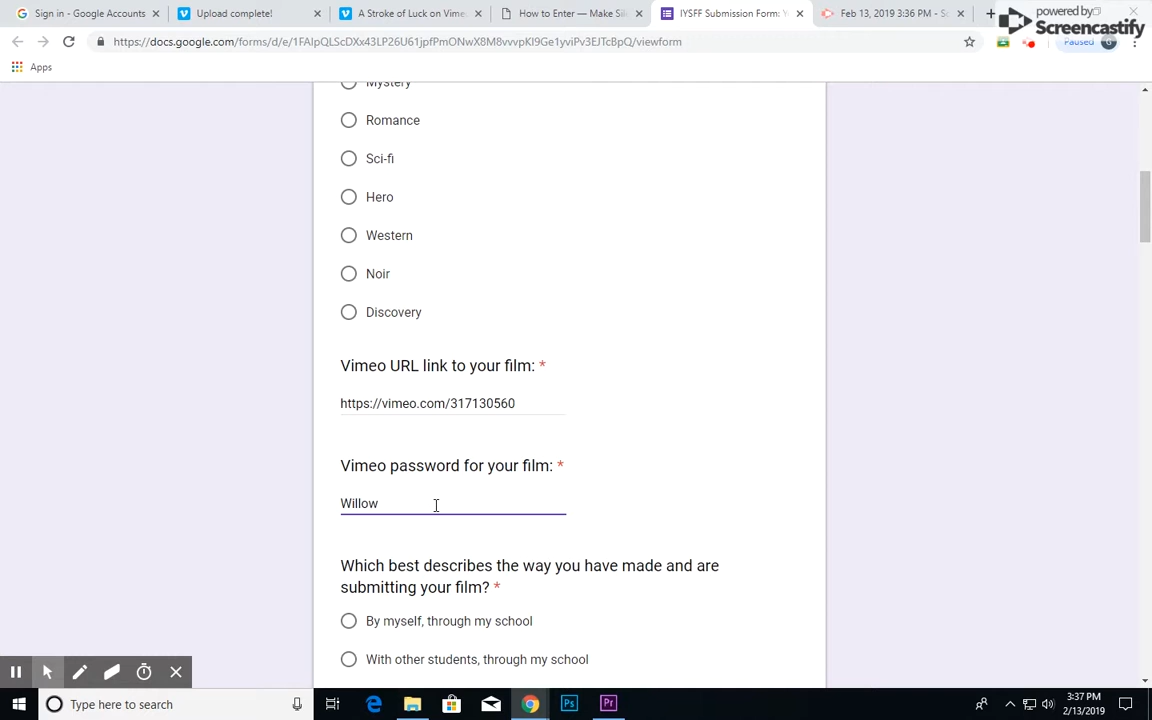 Sign in - Google Accounts
Upload complete!
A Stroke of Luck on Vime
How to Enter — Make Sil
IYSFF Submission Form: Y
Feb 13, 2019 3:36 PM - S
powered by
Screencastify
https://docs.google.com/forms/d/e/1FAIpQLScDXx43LP26U61jpfPmONwX8M8vvvpKI9Ge1yviPv3EJTcBpQ/viewform
Paused
G
Apps
Mystery
Romance
Sci-fi
Hero
Western
Noir
Discovery
Vimeo URL link to your film: *
https://vimeo.com/317130560
Vimeo password for your film: *
Willow
Which best describes the way you have made and are
submitting your film? *
By myself, through my school
With other students, through my school
Type here to search
Ps
Pr
3:37 PM
2/13/2019